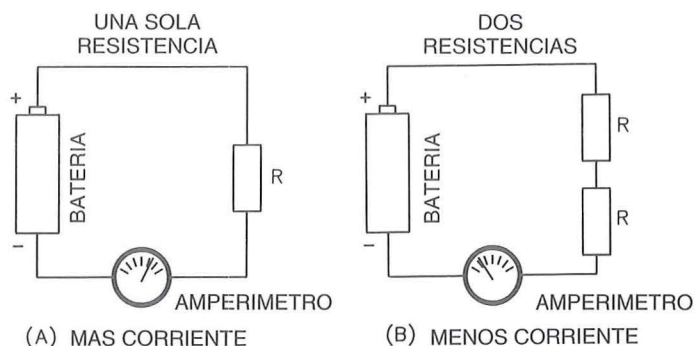 UNA SOLA
RESISTENCIA
+
BATERIA
-
R
AMPERIMETRO
(A) MAS CORRIENTE
DOS
RESISTENCIAS
+
BATERIA
-
R
R
AMPERIMETRO
(B) MENOS CORRIENTE